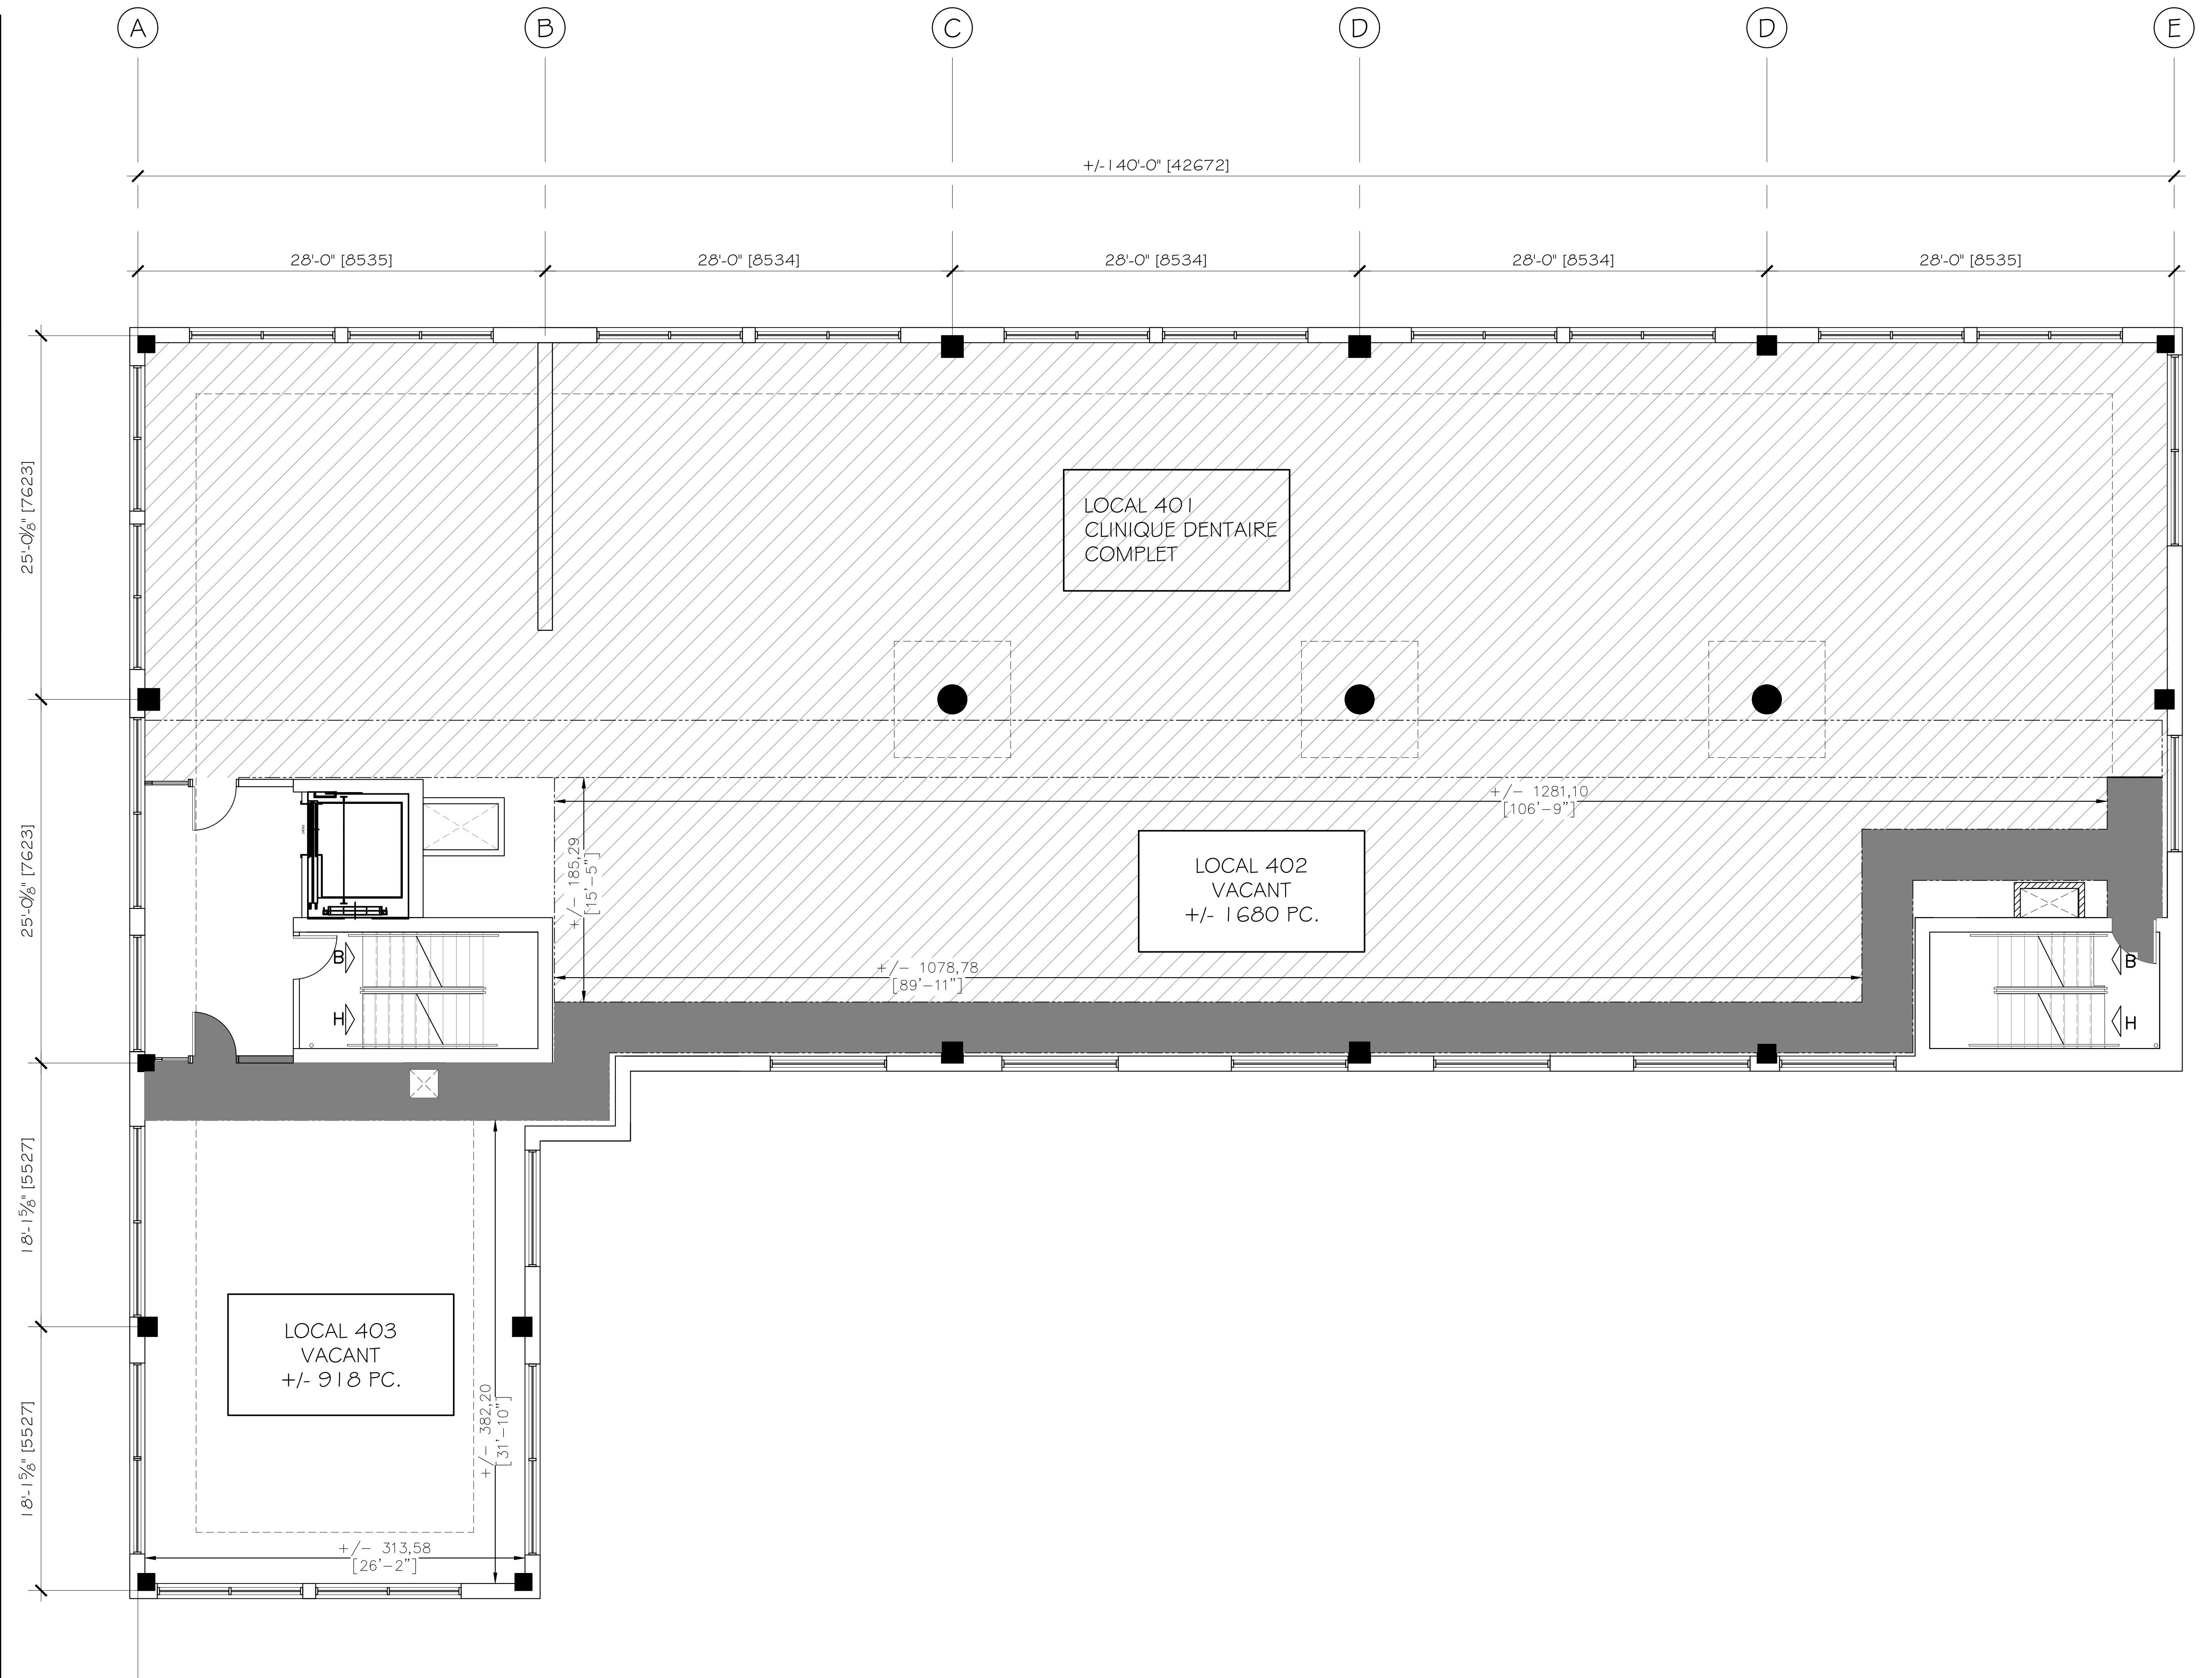 A B C D D E
+/-140'-0" [42672]
28'-0" [8535] 28'-0" [8534] 28'-0" [8534] 28'-0" [8534] 28'-0" [8535]
25'-0⅛" [7623]
LOCAL 401
CLINIQUE DENTAIRE
COMPLET
25'-0⅛" [7623]
+/- 1281,10
[106'-9"]
+/- 185,29
[15'-5"]
LOCAL 402
VACANT
+/- 1680 PC.
+/- 1078,78
[89'-11"]
B
H
B
H
18'-1⅝" [5527]
LOCAL 403
VACANT
+/- 918 PC.
+/- 382,20
[31'-10"]
18'-1⅝" [5527]
+/- 313,58
[26'-2"]